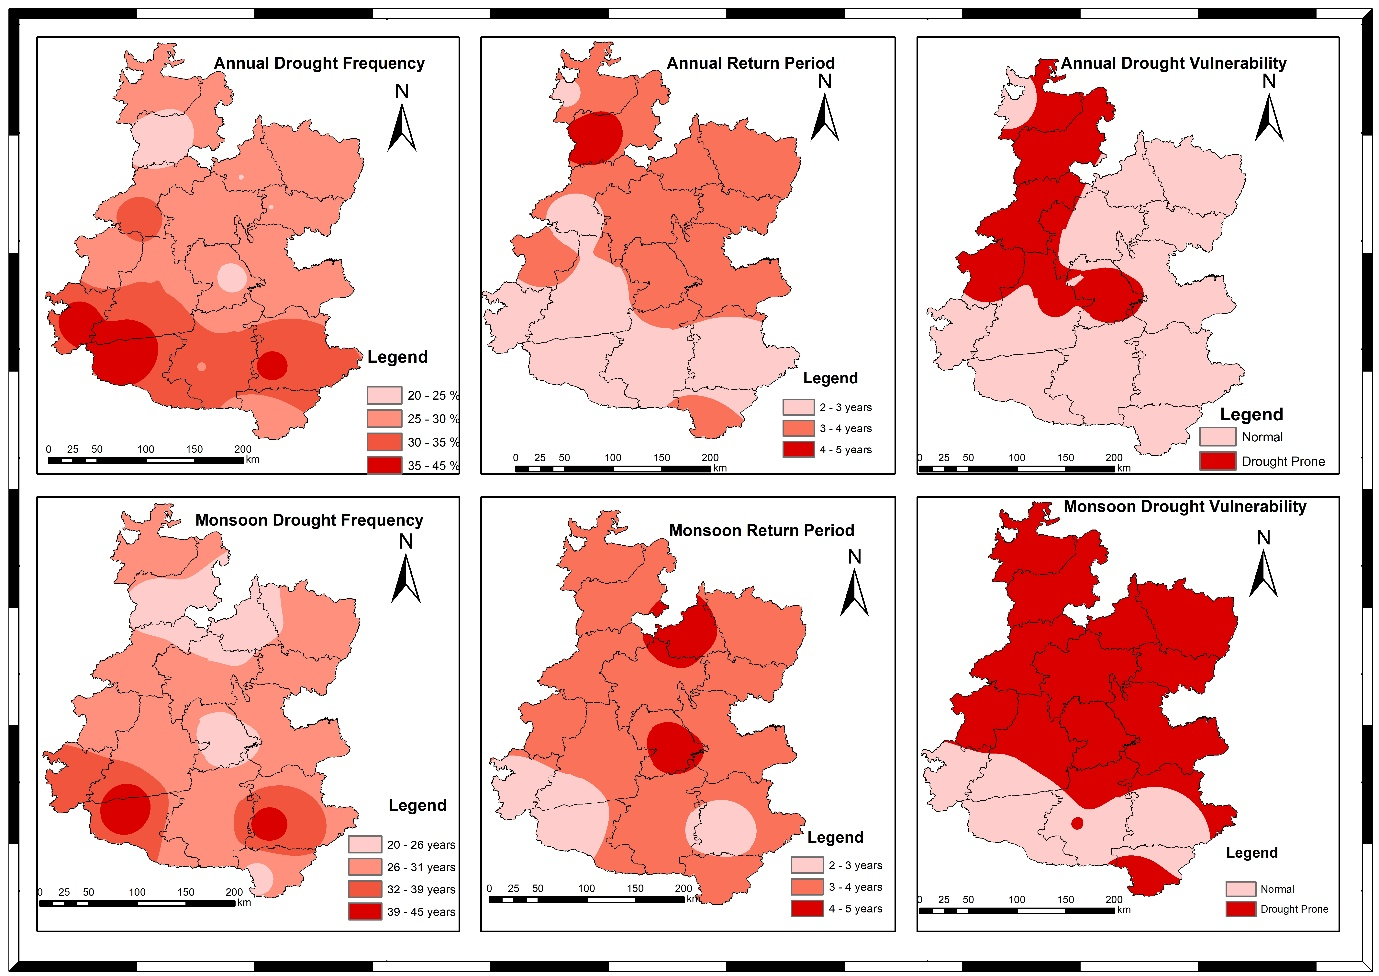 Annual Drought Frequency
N
Legend
20 - 25 %
25 - 30 %
30 - 35 %
35 - 45 %
0 25 50 100 150 200
km
Annual Return Period
N
Legend
2 - 3 years
3 - 4 years
4 - 5 years
0 25 50 100 150 200
km
Annual Drought Vulnerability
N
Legend
Normal
Drought Prone
0 25 50 100 150 200
km
Monsoon Drought Frequency
N
Legend
20 - 26 years
26 - 31 years
32 - 39 years
39 - 45 years
0 25 50 100 150 200
km
Monsoon Return Period
N
Legend
2 - 3 years
3 - 4 years
4 - 5 years
0 25 50 100 150 200
km
Monsoon Drought Vulnerability
N
Legend
Normal
Drought Prone
0 25 50 100 150 200
km